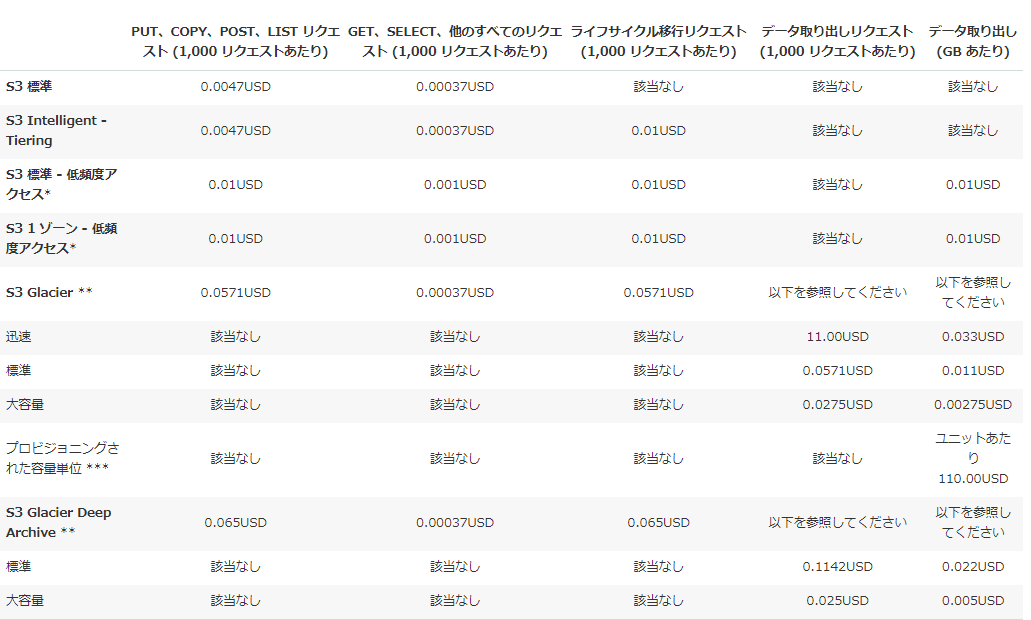 PUT、COPY、POST、LIST リクエ GET、SELECT、他のすべてのリクエ ライフサイクル移行リクエスト データ取り出しリクエスト データ取り出し
スト (1,000 リクエストあたり) スト (1,000 リクエストあたり) (1,000 リクエストあたり) (1,000 リクエストあたり) (GB あたり)
S3 標準 0.0047USD 0.00037USD 該当なし 該当なし 該当なし
S3 Intelligent -
Tiering 0.0047USD 0.00037USD 0.01USD 該当なし 該当なし
S3 標準 - 低頻度ア
クセス* 0.01USD 0.001USD 0.01USD 該当なし 0.01USD
S3 1 ゾーン - 低頻
度アクセス* 0.01USD 0.001USD 0.01USD 該当なし 0.01USD
S3 Glacier ** 0.0571USD 0.00037USD 0.0571USD 以下を参照してください 以下を参照し
てください
迅速 該当なし 該当なし 該当なし 11.00USD 0.033USD
標準 該当なし 該当なし 該当なし 0.0571USD 0.011USD
大容量 該当なし 該当なし 該当なし 0.0275USD 0.00275USD
プロビジョニングさ
れた容量単位 *** 該当なし 該当なし 該当なし 該当なし ユニットあた
り
110.00USD
S3 Glacier Deep
Archive ** 0.065USD 0.00037USD 0.065USD 以下を参照してください 以下を参照し
てください
標準 該当なし 該当なし 該当なし 0.1142USD 0.022USD
大容量 該当なし 該当なし 該当なし 0.025USD 0.005USD